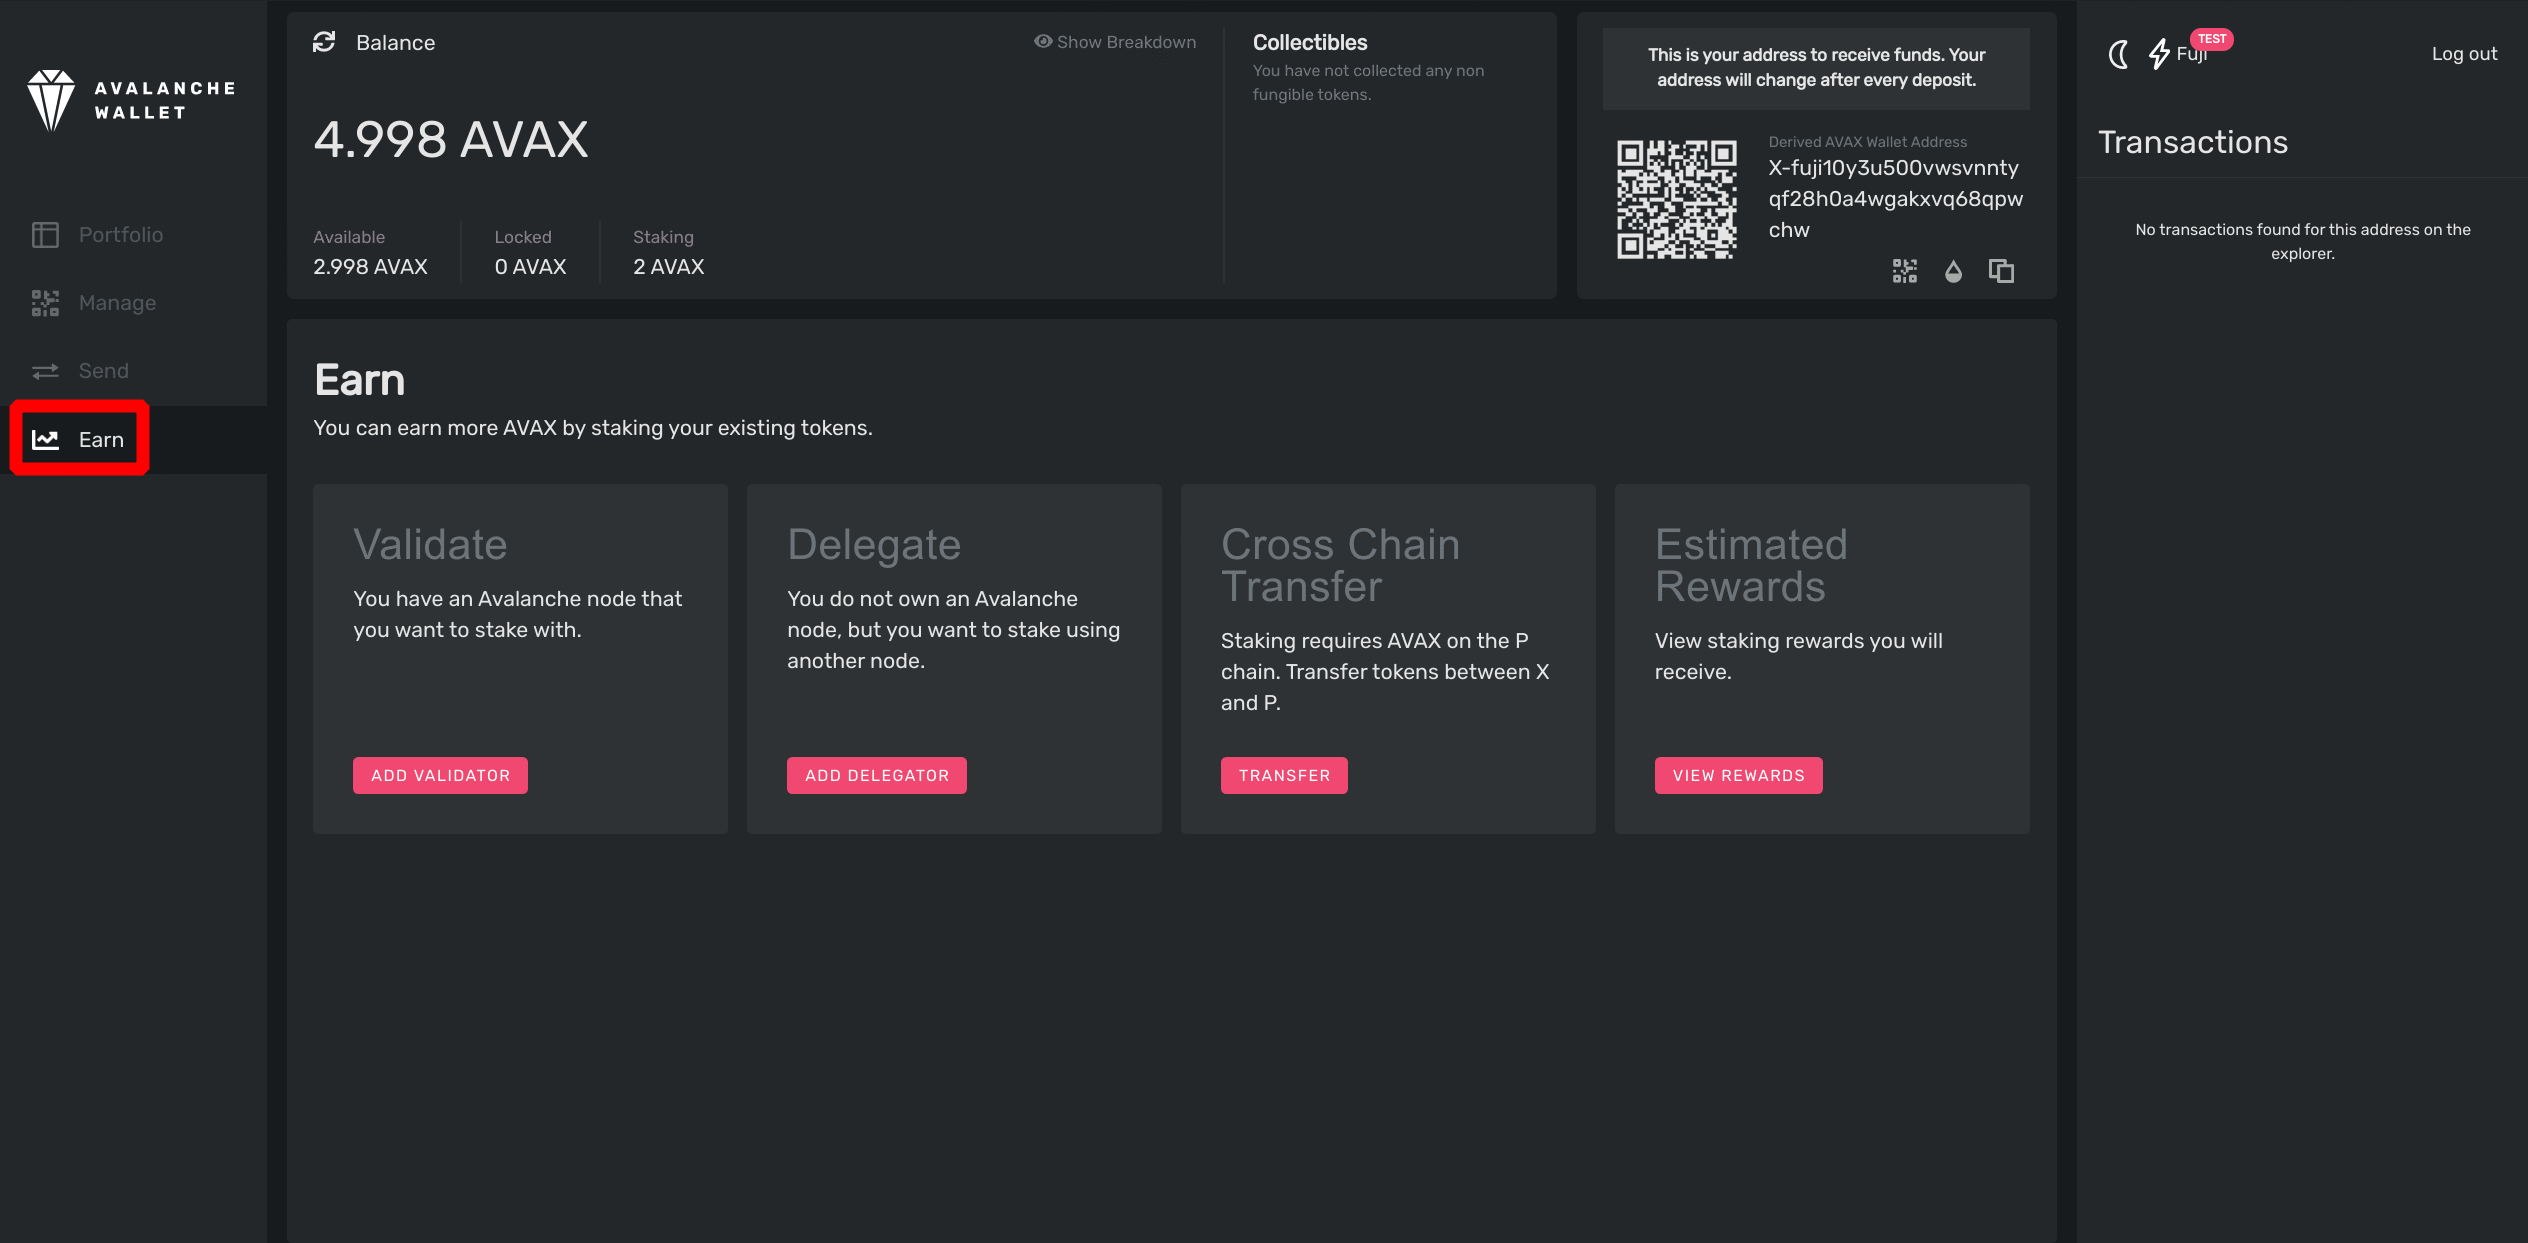 AVALANCHE
WALLET
Portfolio
Manage
Send
Earn
Balance
Show Breakdown
4.998 AVAX
Available
2.998 AVAX
Locked
0 AVAX
Staking
2 AVAX
Collectibles
You have not collected any non
fungible tokens.
This is your address to receive funds. Your
address will change after every deposit.
Derived AVAX Wallet Address
X-fuji10y3u500vwsvnnty
qf28h0a4wgakxvq68qpw
chw
Earn
You can earn more AVAX by staking your existing tokens.
Validate
You have an Avalanche node that
you want to stake with.
ADD VALIDATOR
Delegate
You do not own an Avalanche
node, but you want to stake using
another node.
ADD DELEGATOR
Cross Chain
Transfer
Staking requires AVAX on the P
chain. Transfer tokens between X
and P.
TRANSFER
Estimated
Rewards
View staking rewards you will
receive.
VIEW REWARDS
Fuji
TEST
Log out
Transactions
No transactions found for this address on the
explorer.